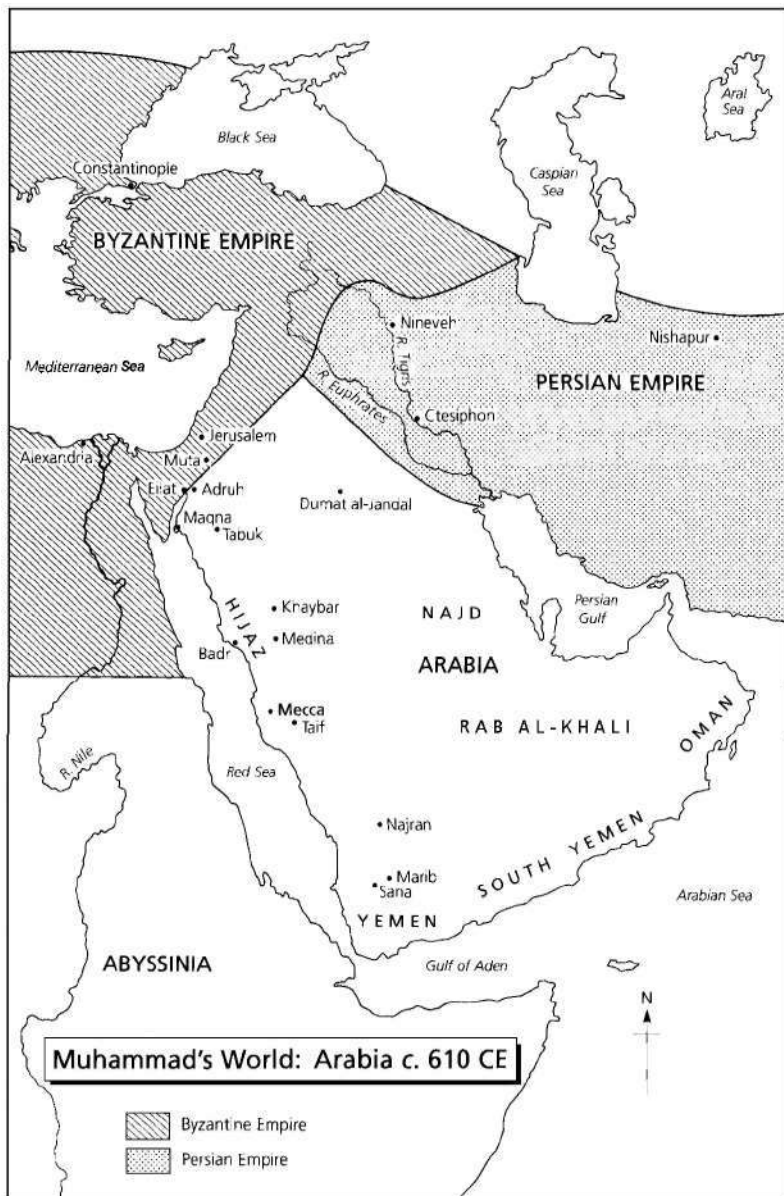 Aral
Sea
Black Sea
Caspian
Sea
Constantinople
BYZANTINE EMPIRE
Nineveh
Nishapur
R. Tigris
Mediterranean Sea
PERSIAN EMPIRE
R. Euphrates
Ctesiphon
Jerusalem
Alexandria
Muta
Eilat
Adruh
Dumat al-Jandal
Maqna
Tabuk
HIJAZ
Khaybar
NAJD
Persian
Gulf
Medina
Badr
ARABIA
Mecca
Taif
RAB AL-KHALI
OMAN
R. Nile
Red Sea
Najran
SOUTH YEMEN
Marib
Sana
Arabian Sea
YEMEN
ABYSSINIA
Gulf of Aden
N
Muhammad's World: Arabia c. 610 CE
Byzantine Empire
Persian Empire